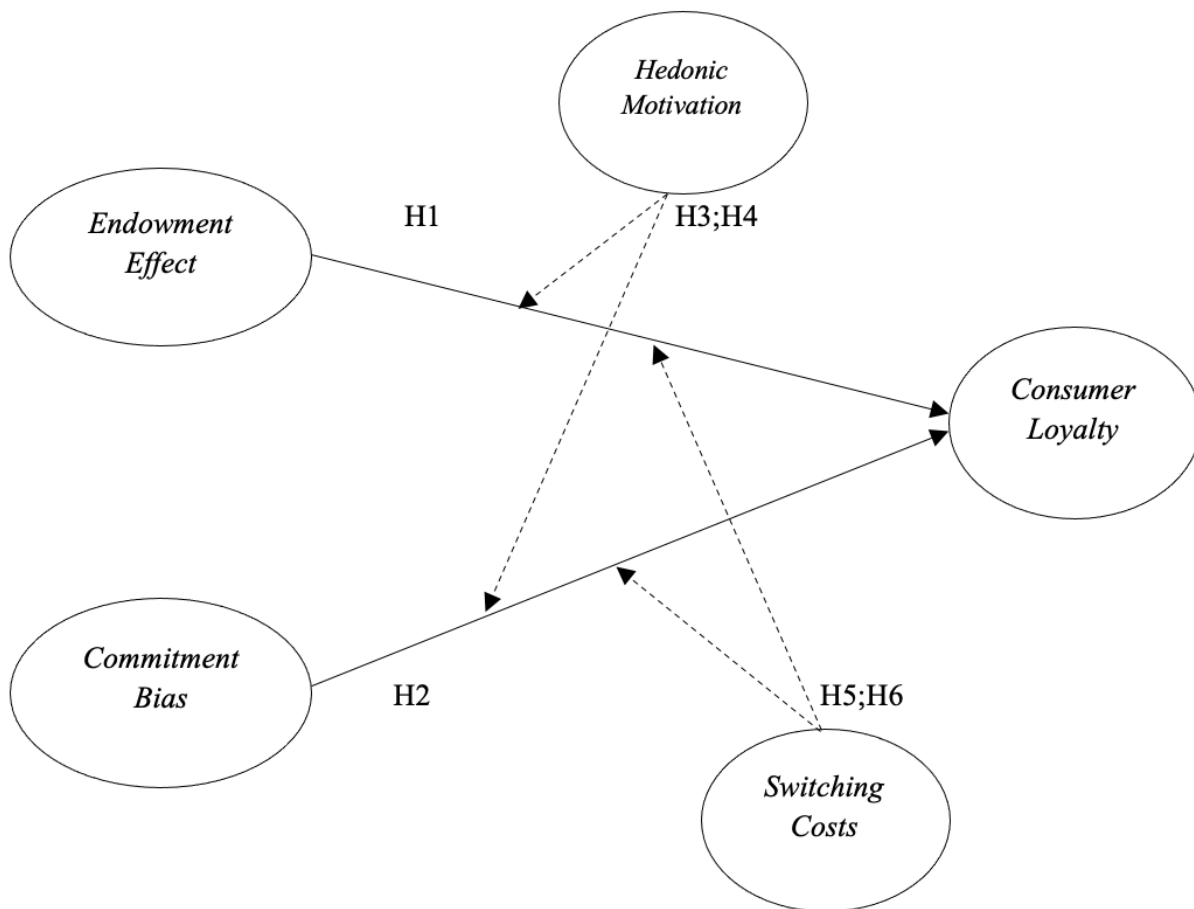 Hedonic
Motivation
Endowment
Effect
H1
H3;H4
Consumer
Loyalty
Commitment
Bias
H2
H5;H6
Switching
Costs